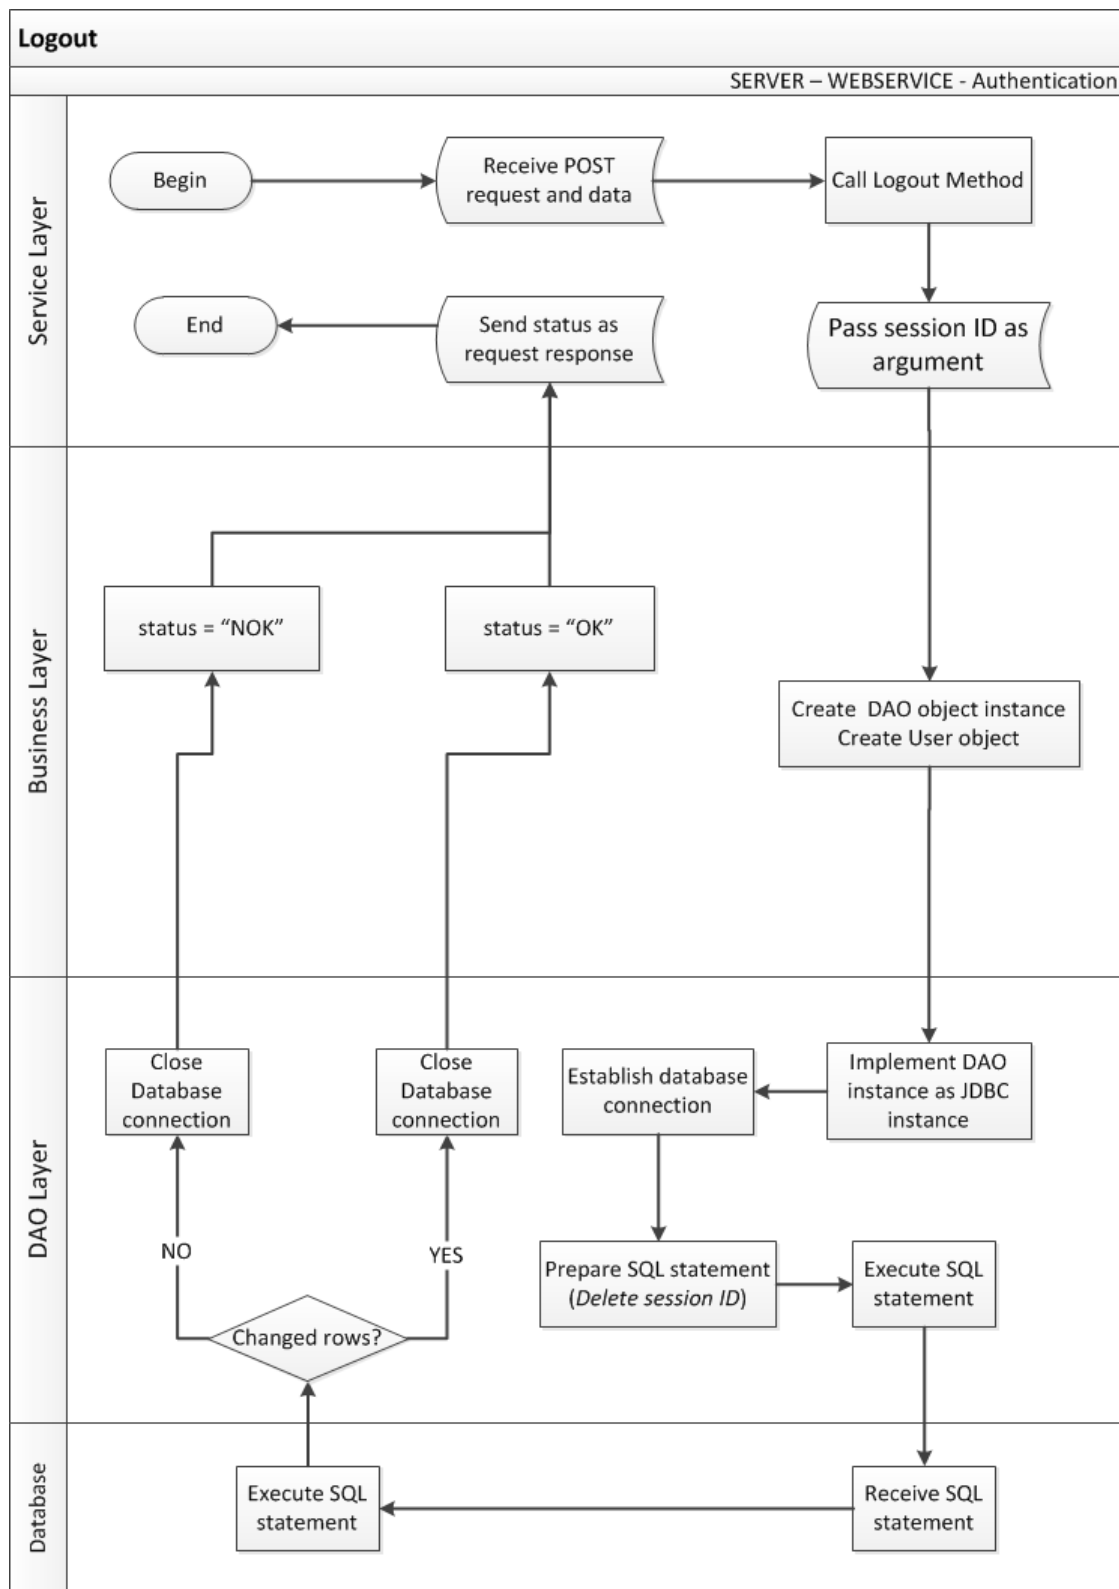 Logout
SERVER – WEBSERVICE - Authentication
Service Layer
Begin
Receive POST
request and data
Call Logout Method
End
Send status as
request response
Pass session ID as
argument
Business Layer
status = “NOK”
status = “OK”
Create  DAO object instance
Create User object
DAO Layer
Close
Database
connection
Close
Database
connection
Establish database
connection
Implement DAO
instance as JDBC
instance
NO
YES
Prepare SQL statement
(Delete session ID)
Execute SQL
statement
Changed rows?
Database
Execute SQL
statement
Receive SQL
statement